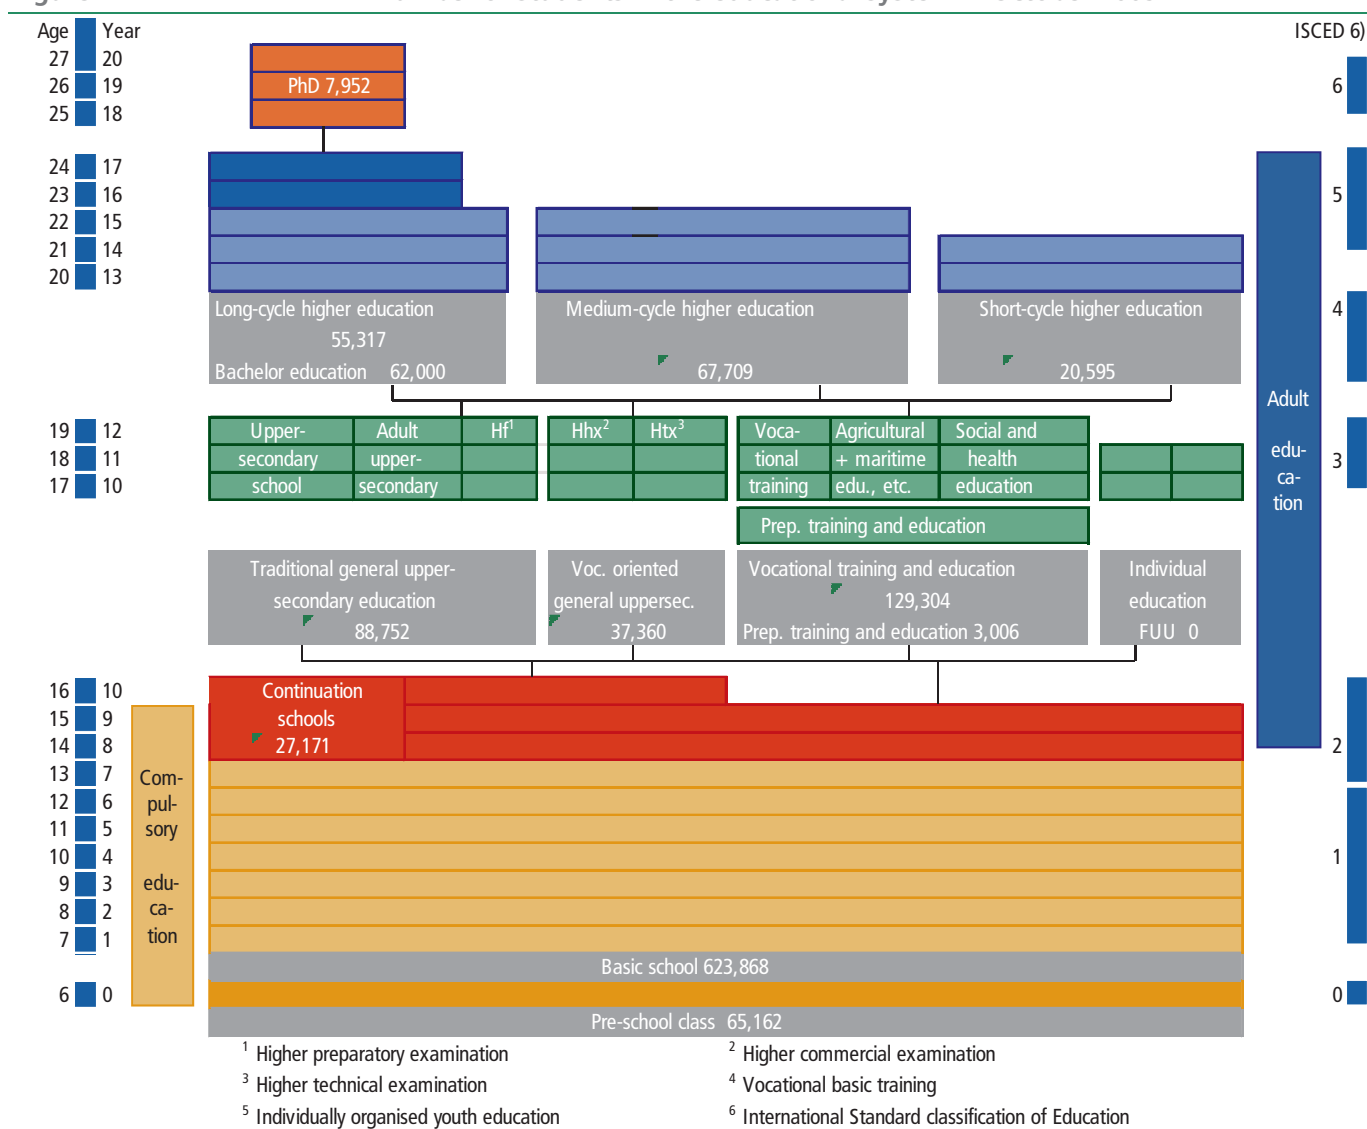 Age Year ISCED 6)
27 20
26 19 PhD 7,952 6
25 18
24 17
23 16 5
22 15
21 14
20 13
Long-cycle higher education Medium-cycle higher education Short-cycle higher education 4
55,317
Bachelor education 62,000 67,709 20,595
Adult
edu-
ca-
tion
19 12 Upper- Adult Hf1 Hhx2 Htx3 Voca- Agricultural Social and
18 11 secondary upper- tional + maritime health 3
17 10 school secondary training edu., etc. education
Prep. training and education
Traditional general upper- Voc. oriented Vocational training and education Individual
secondary education general uppersec. 129,304 education
88,752 37,360 Prep. training and education 3,006 FUU 0
16 10 Continuation
15 9 schools
14 8 27,171 2
13 7
12 6
11 5
10 4 1
9 3
8 2
7 1
Com-
pul-
sory
edu-
ca-
tion
Basic school 623,868
6 0 0
Pre-school class 65,162
1 Higher preparatory examination 2 Higher commercial examination
3 Higher technical examination 4 Vocational basic training
5 Individually organised youth education 6 International Standard classification of Education